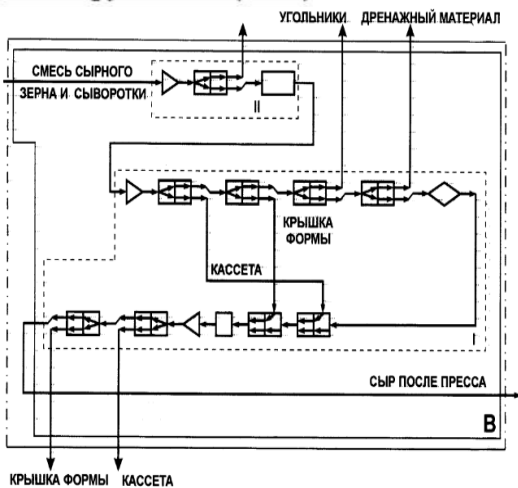 УГОЛЬНИКИ ДРЕНАЖНЫЙ МАТЕРИАЛ
СМЕСЬ СЫРНОГО
ЗЕРНА И СЫВОРОТКИ
II
КРЫШКА
ФОРМЫ
КАССЕТА
I
СЫР ПОСЛЕ ПРЕССА
В
КРЫШКА ФОРМЫ КАССЕТА